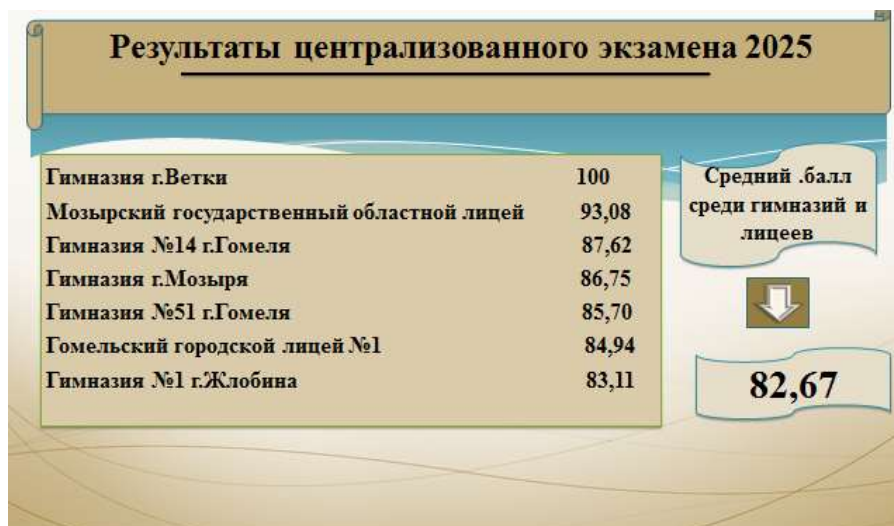 Результаты централизованного экзамена 2025
Гимназия г.Ветки 100
Мозырский государственный областной лицей 93,08
Гимназия №14 г.Гомеля 87,62
Гимназия г.Мозыря 86,75
Гимназия №51 г.Гомеля 85,70
Гомельский городской лицей №1 84,94
Гимназия №1 г.Жлобина 83,11
Средний .балл
среди гимназий и
лицеев
82,67